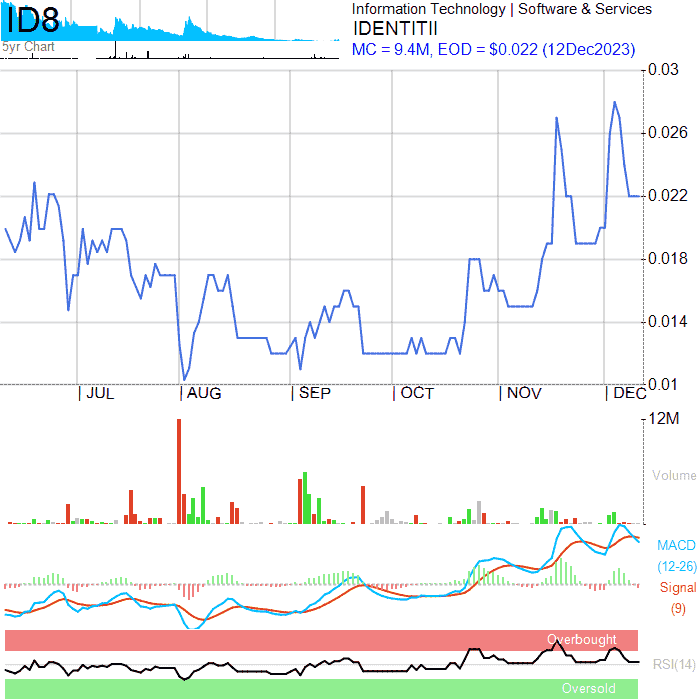 ID8
5yr Chart
Information Technology | Software & Services
IDENTITII
MC = 9.4M, EOD = $0.022 (12Dec2023)
0.03
0.026
0.022
0.018
0.014
0.01
| JUL | AUG | SEP | OCT | NOV | DEC
12M
Volume
MACD
(12-26)
Signal
(9)
Overbought
RSI(14)
Oversold